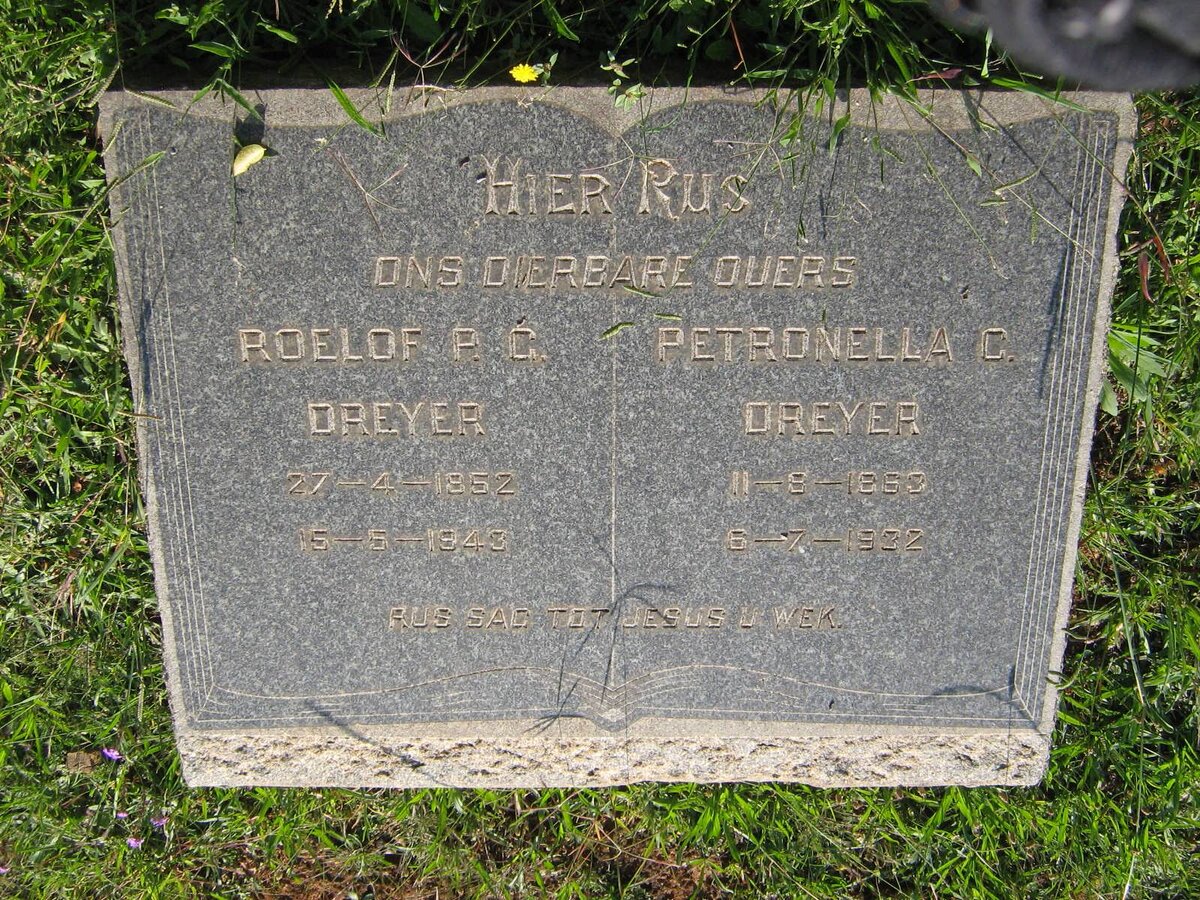 HIER RUS
ONS DIERBARE OUERS
ROELOF P. G.
DREYER
27-4-1852
15-5-1943
PETRONELLA C.
DREYER
11-8-1863
6-7-1932
RUS SAG TOT JESUS U WEK.